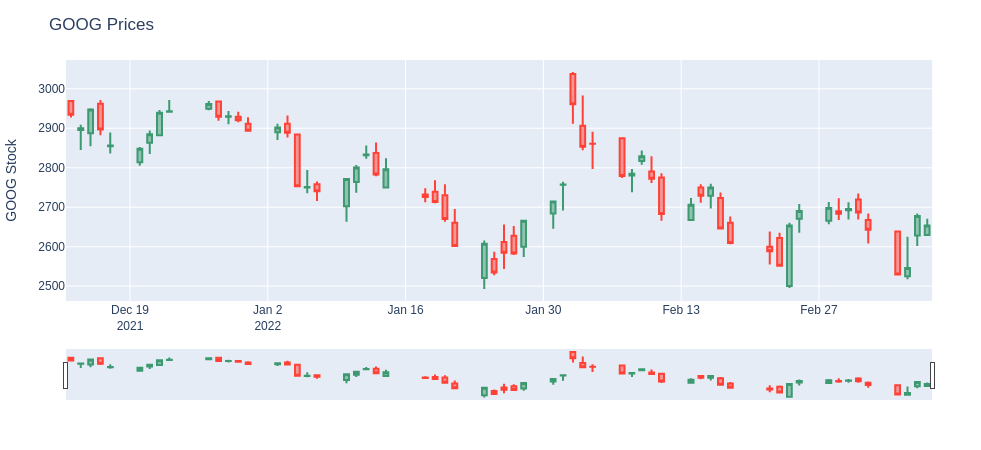 GOOG Prices
GOOG Stock
3000
2900
2800
2700
2600
2500
Dec 19
2021
Jan 2
2022
Jan 16
Jan 30
Feb 13
Feb 27